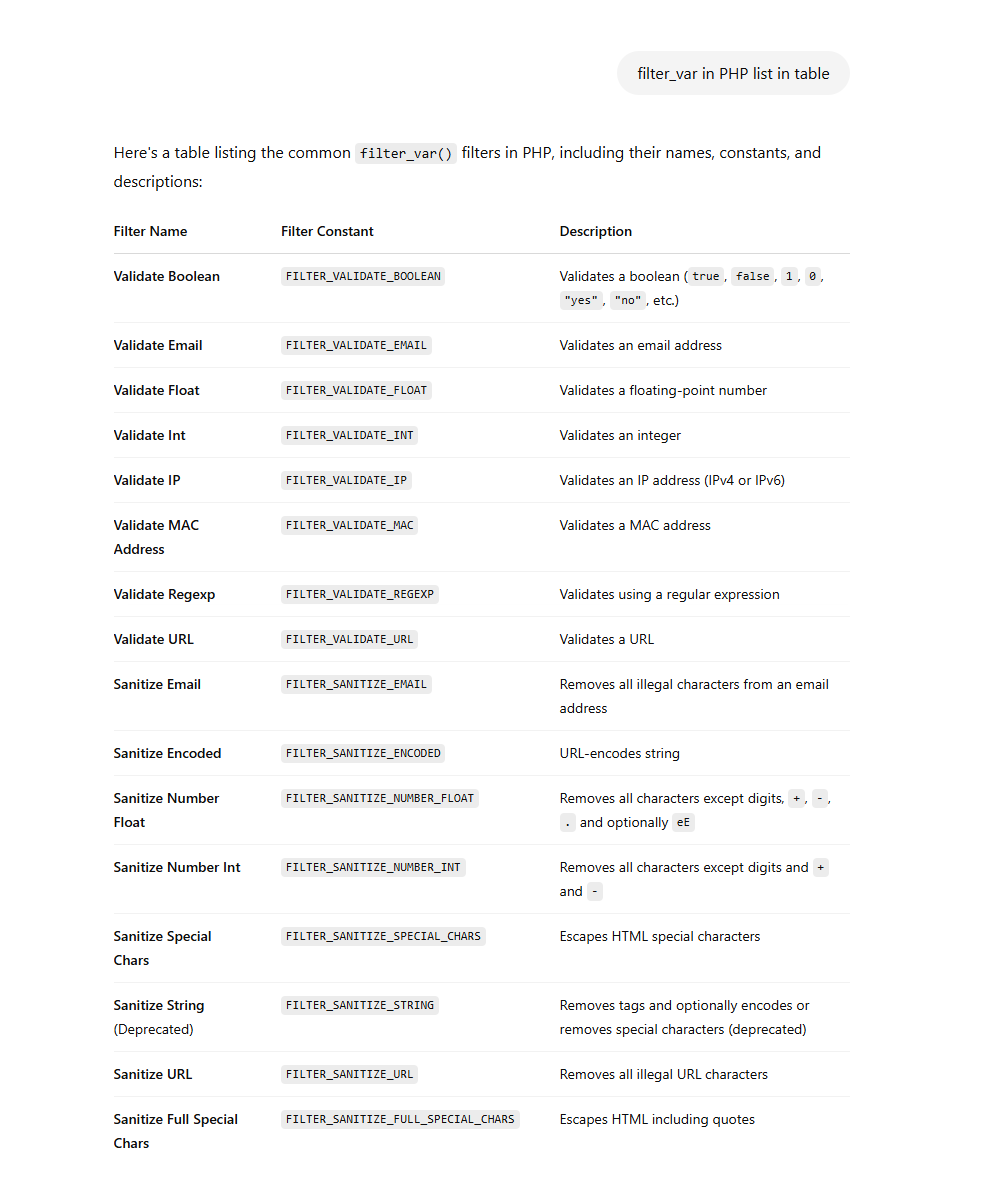 filter_var in PHP list in table
Here's a table listing the common filter_var() filters in PHP, including their names, constants, and
descriptions:
Filter Name Filter Constant Description
Validate Boolean FILTER_VALIDATE_BOOLEAN Validates a boolean ( true , false , 1 , 0 ,
"yes" , "no" , etc.)
Validate Email FILTER_VALIDATE_EMAIL Validates an email address
Validate Float FILTER_VALIDATE_FLOAT Validates a floating-point number
Validate Int FILTER_VALIDATE_INT Validates an integer
Validate IP FILTER_VALIDATE_IP Validates an IP address (IPv4 or IPv6)
Validate MAC FILTER_VALIDATE_MAC Validates a MAC address
Address
Validate Regexp FILTER_VALIDATE_REGEXP Validates using a regular expression
Validate URL FILTER_VALIDATE_URL Validates a URL
Sanitize Email FILTER_SANITIZE_EMAIL Removes all illegal characters from an email
address
Sanitize Encoded FILTER_SANITIZE_ENCODED URL-encodes string
Sanitize Number FILTER_SANITIZE_NUMBER_FLOAT Removes all characters except digits, + , - ,
Float . and optionally eE
Sanitize Number Int FILTER_SANITIZE_NUMBER_INT Removes all characters except digits and +
and -
Sanitize Special FILTER_SANITIZE_SPECIAL_CHARS Escapes HTML special characters
Chars
Sanitize String FILTER_SANITIZE_STRING Removes tags and optionally encodes or
(Deprecated) removes special characters (deprecated)
Sanitize URL FILTER_SANITIZE_URL Removes all illegal URL characters
Sanitize Full Special FILTER_SANITIZE_FULL_SPECIAL_CHARS Escapes HTML including quotes
Chars